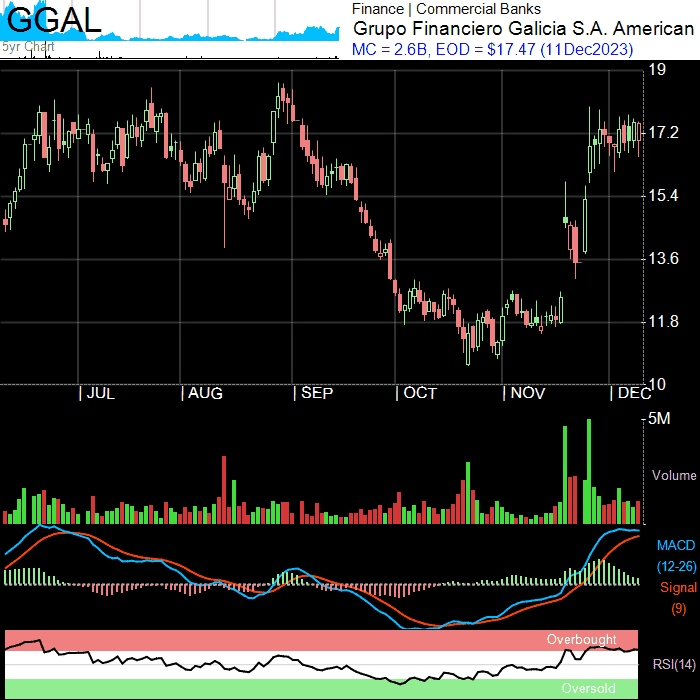 GGAL
5yr Chart
Finance | Commercial Banks
Grupo Financiero Galicia S.A. American
MC = 2.6B, EOD = $17.47 (11Dec2023)
19
17.2
15.4
13.6
11.8
10
| JUL | AUG | SEP | OCT | NOV | DEC
5M
Volume
MACD
(12-26)
Signal
(9)
Overbought
RSI(14)
Oversold